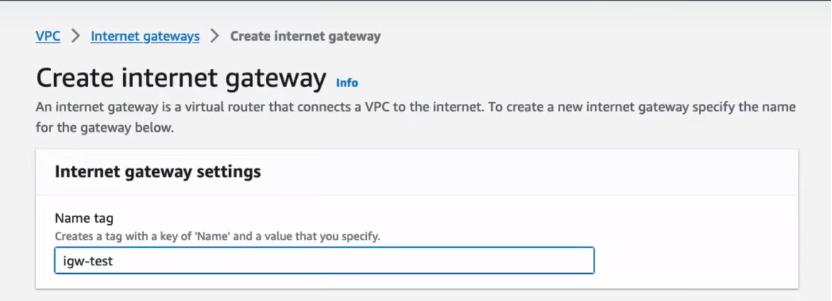 VPC > Internet gateways > Create internet gateway
Create internet gateway Info
An internet gateway is a virtual router that connects a VPC to the internet. To create a new internet gateway specify the name
for the gateway below.
Internet gateway settings
Name tag
Creates a tag with a key of 'Name' and a value that you specify.
igw-test